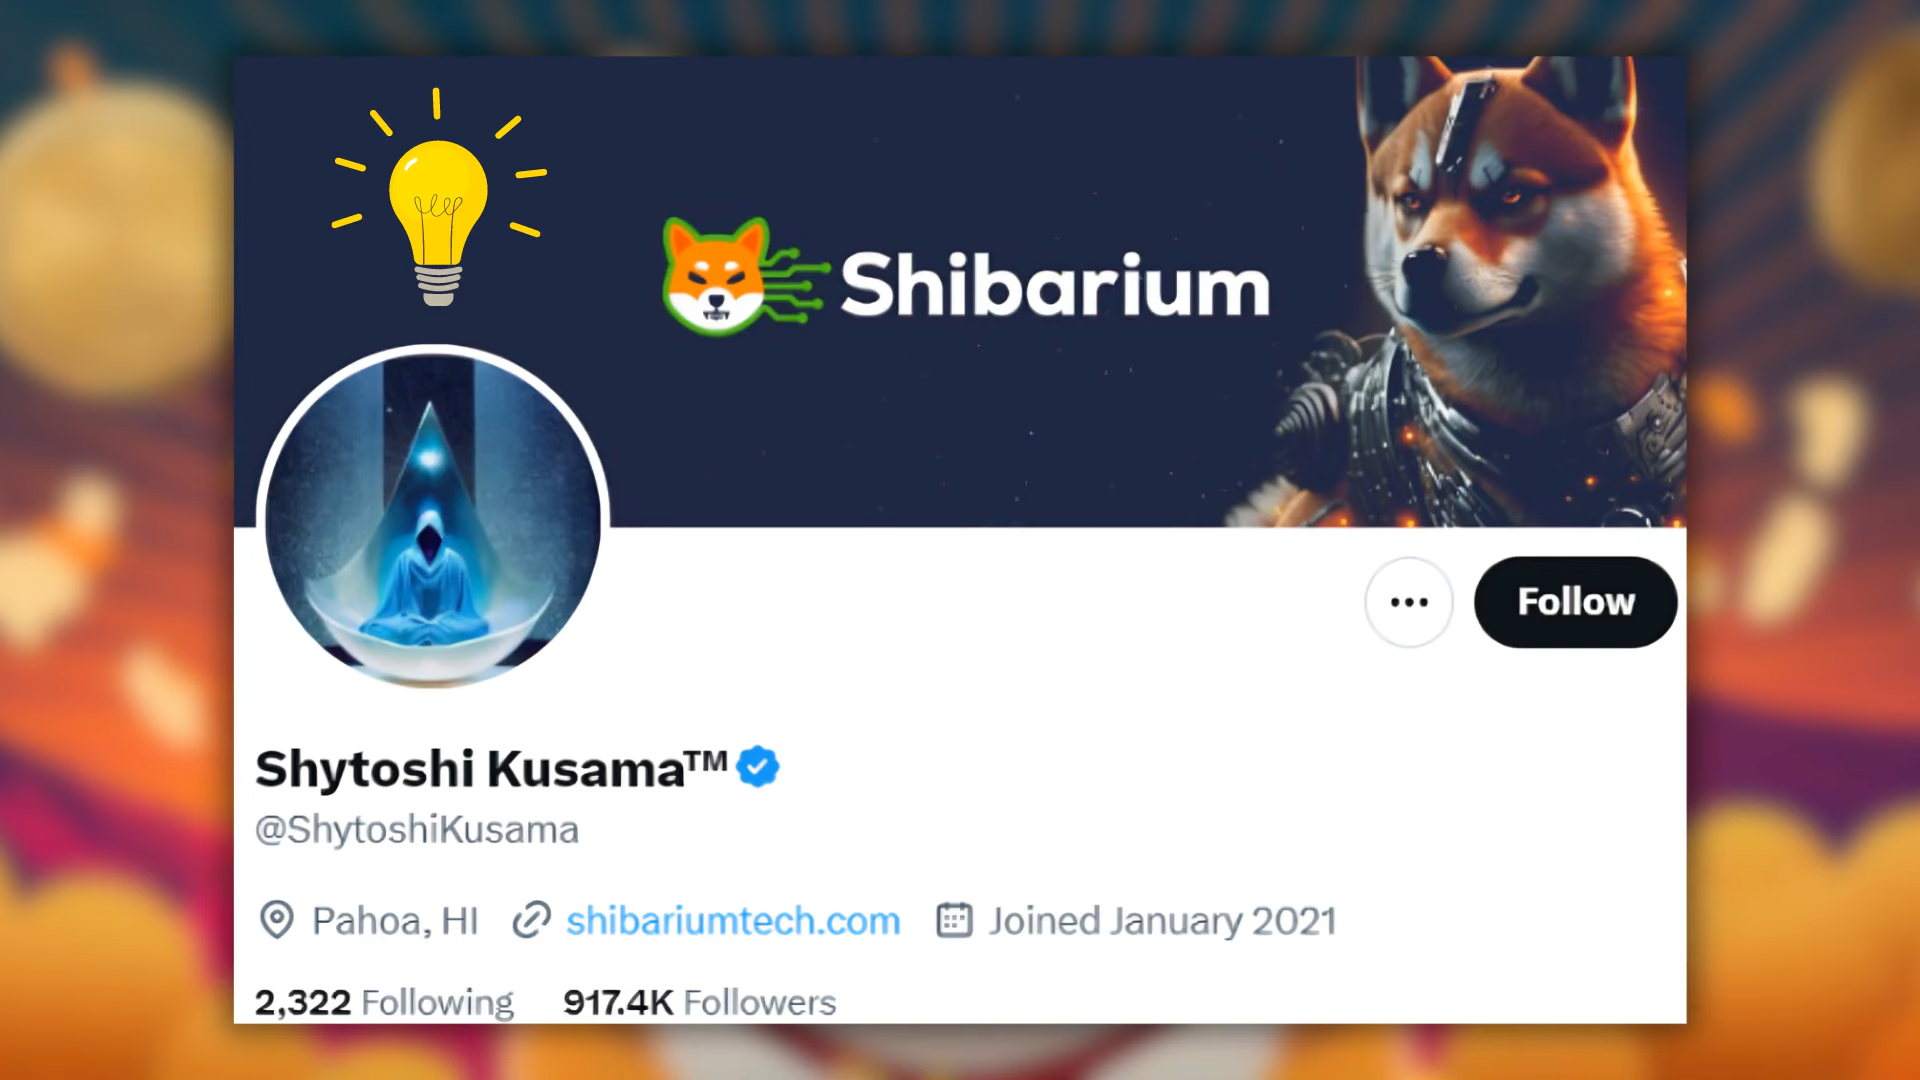 Shibarium
Follow
Shytoshi Kusama™
@ShytoshiKusama
Pahoa, HI shibariumtech.com Joined January 2021
2,322 Following 917.4K Followers